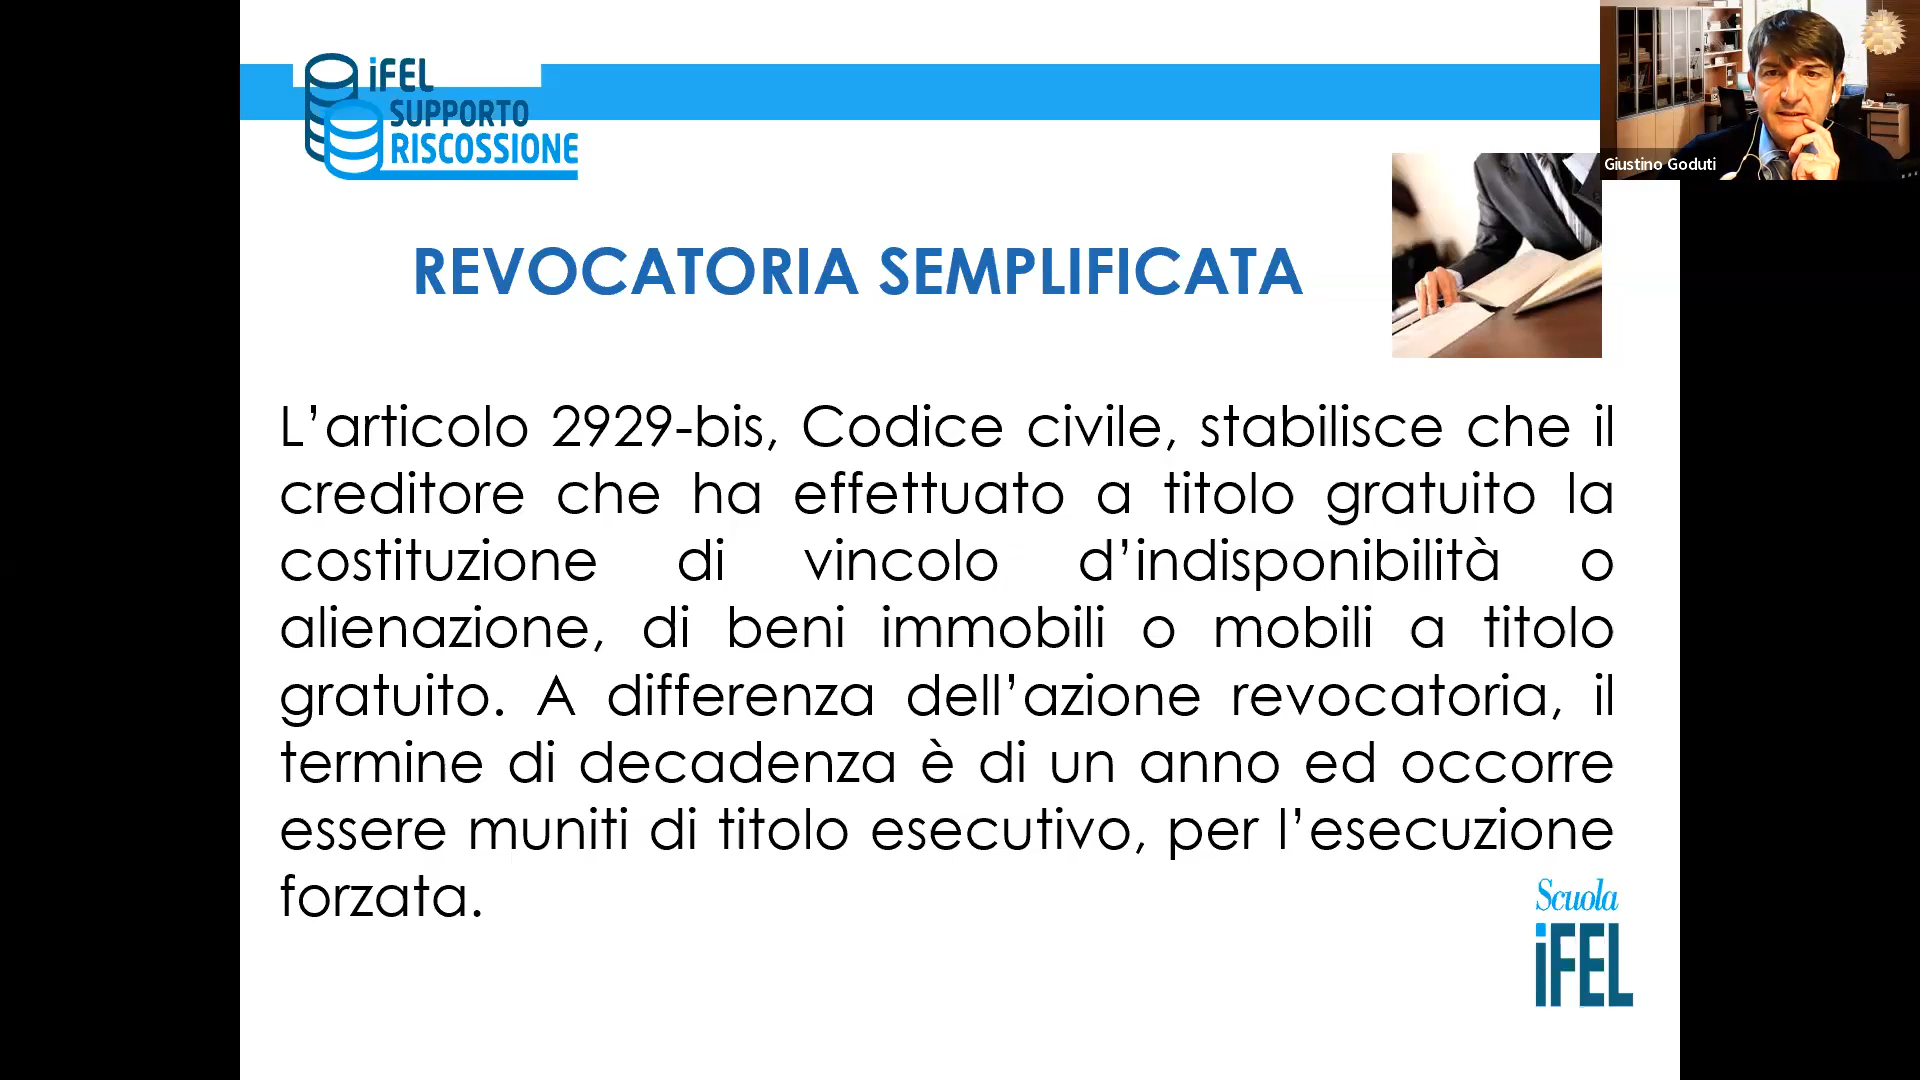 iFEL
SUPPORTO
RISCOSSIONE
Giustino Goduti
REVOCATORIA SEMPLIFICATA
L’articolo 2929-bis, Codice civile, stabilisce che il
creditore che ha effettuato a titolo gratuito la
costituzione di vincolo d’indisponibilità o
alienazione, di beni immobili o mobili a titolo
gratuito. A differenza dell’azione revocatoria, il
termine di decadenza è di un anno ed occorre
essere muniti di titolo esecutivo, per l’esecuzione
forzata.
Scuola
iFEL